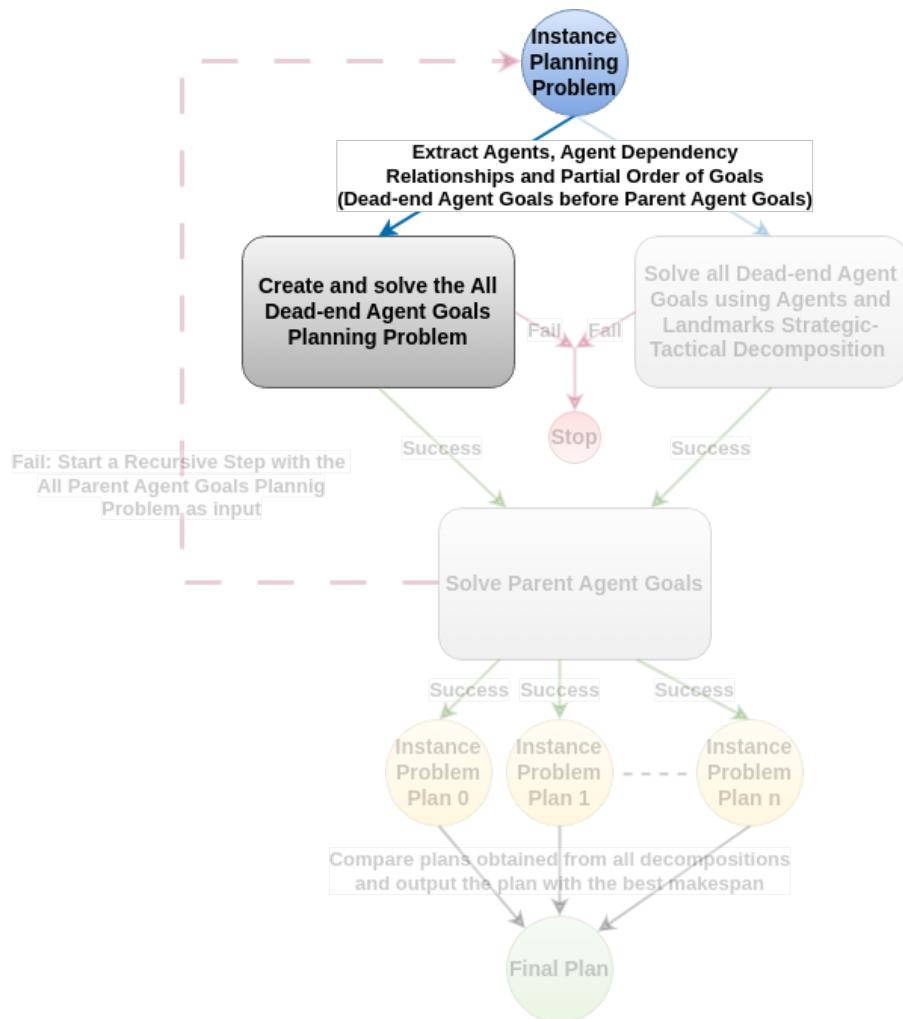 Instance
Planning
Problem
Extract Agents, Agent Dependency
Relationships and Partial Order of Goals
(Dead-end Agent Goals before Parent Agent Goals)
Create and solve the All
Dead-end Agent Goals
Planning Problem
Solve all Dead-end Agent
Goals using Agents and
Landmarks Strategic-
Tactical Decomposition
Fail
Fail
Stop
Success
Success
Fail: Start a Recursive Step with the
All Parent Agent Goals Plannig
Problem as input
Solve Parent Agent Goals
Success
Success
Success
Instance
Problem
Plan 0
Instance
Problem
Plan 1
Instance
Problem
Plan n
Compare plans obtained from all decompositions
and output the plan with the best makespan
Final Plan